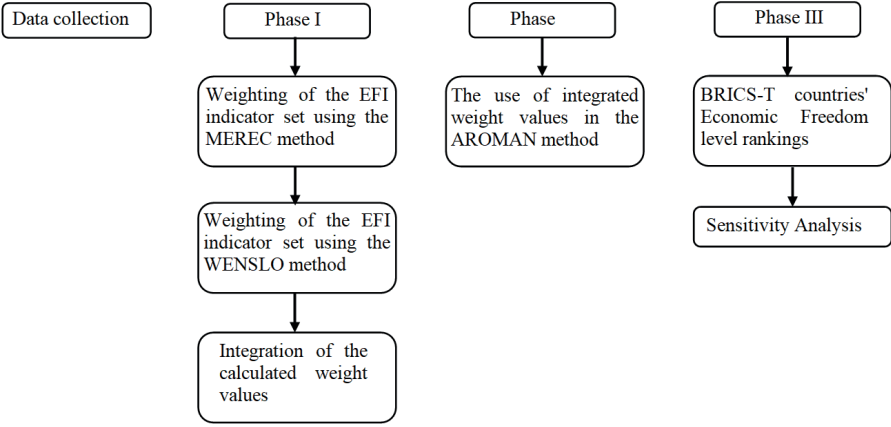 Data collection
Phase I
Weighting of the EFI
indicator set using the
MEREC method
Weighting of the EFI
indicator set using the
WENSLO method
Integration of the
calculated weight
values
Phase
The use of integrated
weight values in the
AROMAN method
Phase III
BRICS-T countries'
Economic Freedom
level rankings
Sensitivity Analysis